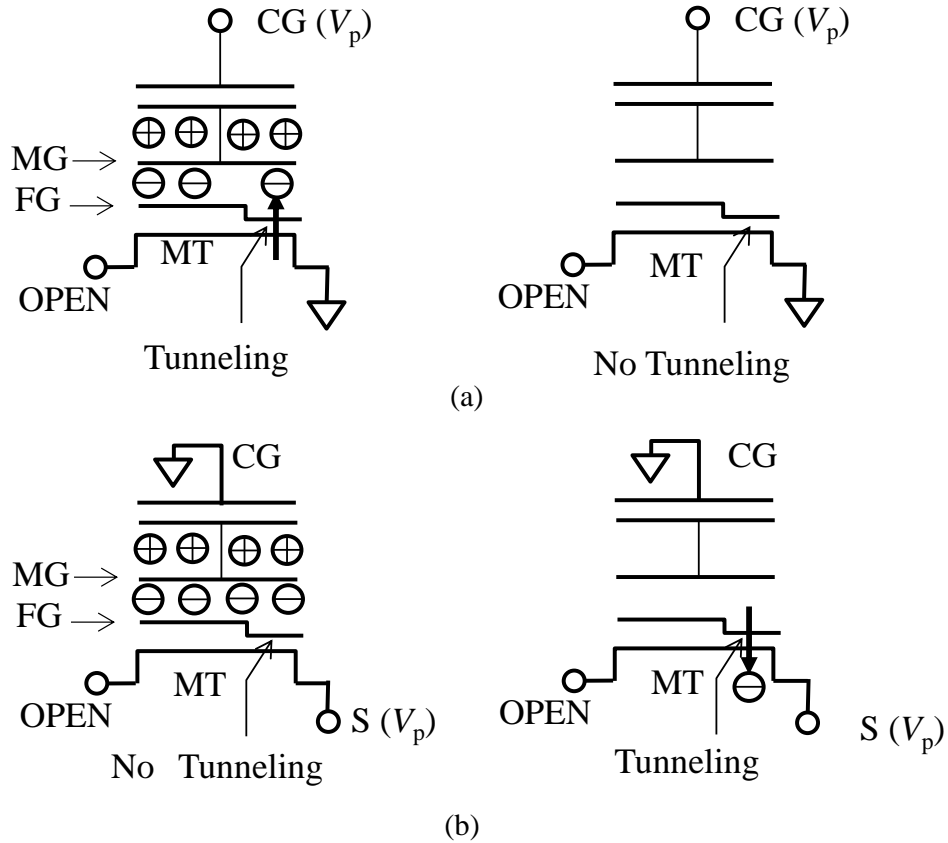 CG (Vp)
CG (Vp)
MG
FG
MT
MT
OPEN
OPEN
Tunneling
No Tunneling
(a)
CG
CG
MG
FG
MT
MT
OPEN
OPEN
S (Vp)
S (Vp)
No Tunneling
Tunneling
(b)